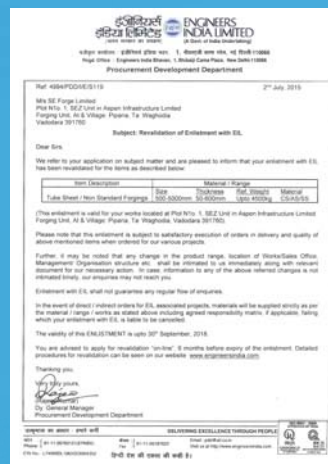 इंजीनियर्स ENGINEERS
इंडिया लिमिटेड INDIA LIMITED
(A Govt. of India Undertaking)
Regd. Office : Engineers India Bhavan, 1, Bhikaiji Cama Place, New Delhi-110066
Procurement Development Department
2nd July, 2015
M/s SE Forge Limited
Plot N1o. 1, SEZ Unit in Aspen Infrastructure Limited
Forging Unit, At & Village: Piparia, Ta: Waghodia
Vadodara 391760
Subject: Revalidation of Enlistment with EIL
Dear Sirs,
We refer to your application on subject matter and are pleased to inform that your enlistment with EIL
has been revalidated for the items as described below:
Item Description Material / Range
Size Thickness Ref. Weight Material
Tube Sheet / Non Standard Forgings 500-5000mm 50-600mm Upto 4500kg CS/AS/SS
(This enlistment is valid for your works located at Plot N1o. 1, SEZ Unit in Aspen Infrastructure Limited
Forging Unit, At & Village: Piparia, Ta: Waghodia, Vadodara 391760).
Please note that this enlistment is subject to satisfactory execution of orders in delivery and quality of
above mentioned items when ordered for our various projects.
Further, it may be noted that any change in the product range, location of Works/Sales Office,
Management Organisation structure etc. shall be intimated to us immediately along with relevant
document for our necessary action. In case, information to any of the above referred changes is not
intimated timely, our enquiries may not reach you.
Enlistment with EIL shall not guarantee any regular flow of enquiries.
In the event of direct / indirect orders for EIL associated projects, materials will be supplied strictly as per
the material / range / works as stated above including agreed responsibility matrix, if applicable, failing
which your enlistment with EIL is liable to be cancelled.
The validity of this ENLISTMENT is upto 30th September, 2018.
You are advised to apply for revalidation "on-line", 6 months before expiry of the enlistment. Detailed
procedures for revalidation can be seen on our website www.engineersindia.com
Thanking you,
Very truly yours,
Dy. General Manager
Procurement Development Department
DELIVERING EXCELLENCE THROUGH PEOPLE